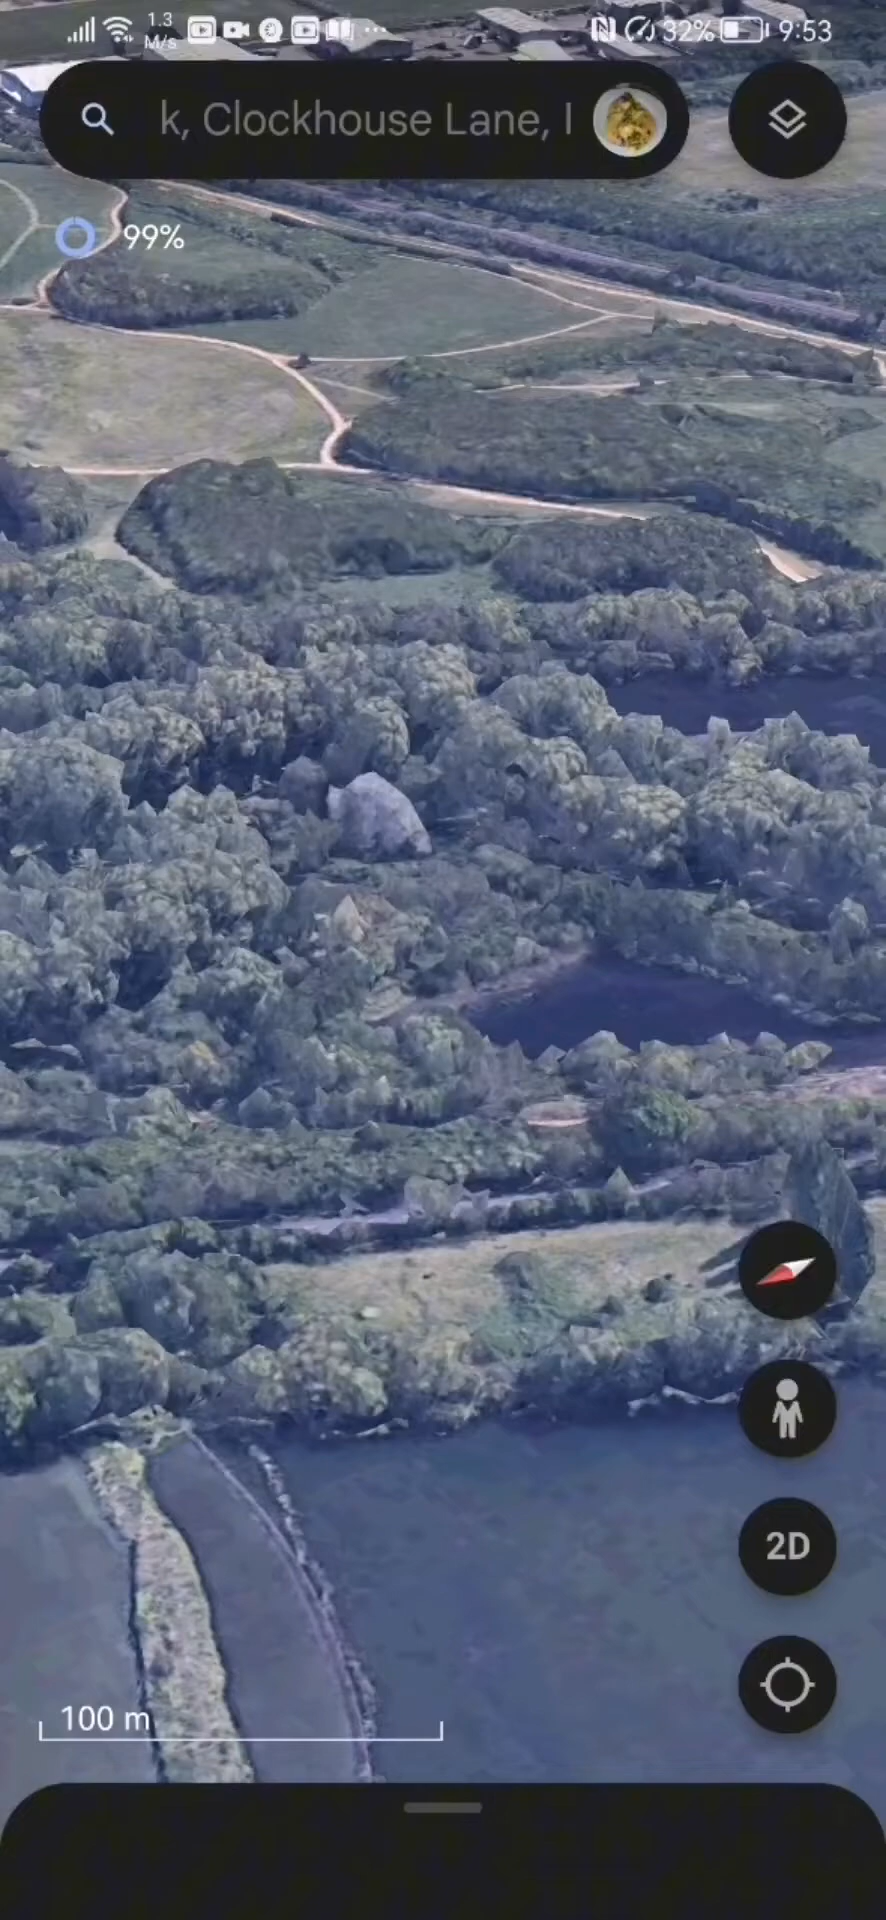 1.3
M/s
32%
9:53
k, Clockhouse Lane, I
99%
2D
100 m